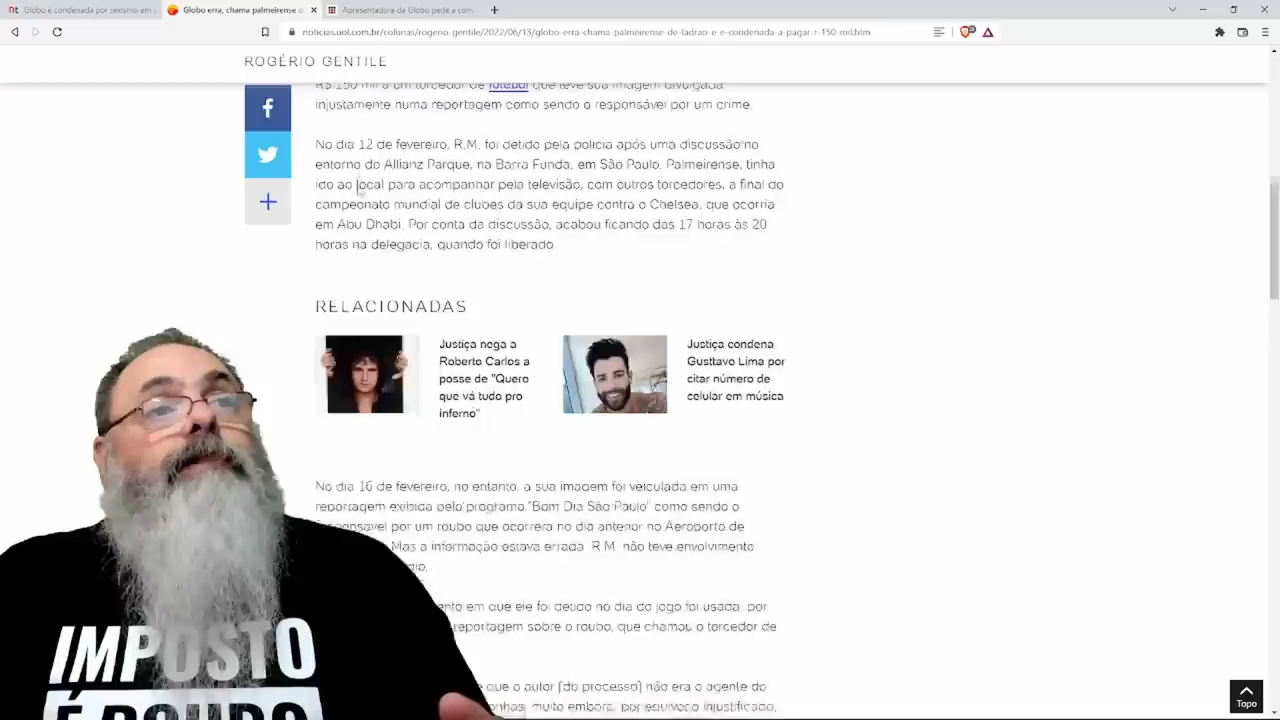 Globo é condenada por sexismo em
Globo erra, chama palmeirense
Apresentadora da Globo pede a con
noticias.uol.com.br/colunas/rogerio-gentile/2022/06/13/globo-erra-chama-palmeirense-de-ladrao-e-e-condenada-a-pagar-r-150-mil.htm
ROGÉRIO GENTILE
R$ 150 mil a um torcedor de futebol que teve sua imagem divulgada
injustamente numa reportagem como sendo o responsável por um crime.
No dia 12 de fevereiro, R.M. foi detido pela polícia após uma discussão no
entorno do Allianz Parque, na Barra Funda, em São Paulo. Palmeirense, tinha
ido ao local para acompanhar pela televisão, com outros torcedores, a final do
campeonato mundial de clubes da sua equipe contra o Chelsea, que ocorria
em Abu Dhabi. Por conta da discussão, acabou ficando das 17 horas às 20
horas na delegacia, quando foi liberado.
RELACIONADAS
Justiça nega a
Roberto Carlos a
posse de "Quero
que vá tudo pro
inferno"
Justiça condena
Gusttavo Lima por
citar número de
celular em música
No dia 16 de fevereiro, no entanto, a sua imagem foi veiculada em uma
reportagem exibida pelo programa "Bom Dia São Paulo" como sendo o
responsável por um roubo que ocorrera no dia anterior no Aeroporto de
Mas a informação estava errada. R.M. não teve envolvimento
em que ele foi detido no dia do jogo foi usada, por
reportagem sobre o roubo, que chamou o torcedor de
que o autor [do processo] não era o agente do
muito embora, por equívoco injustificado,
IMPOSTO
É ROUBO
Topo